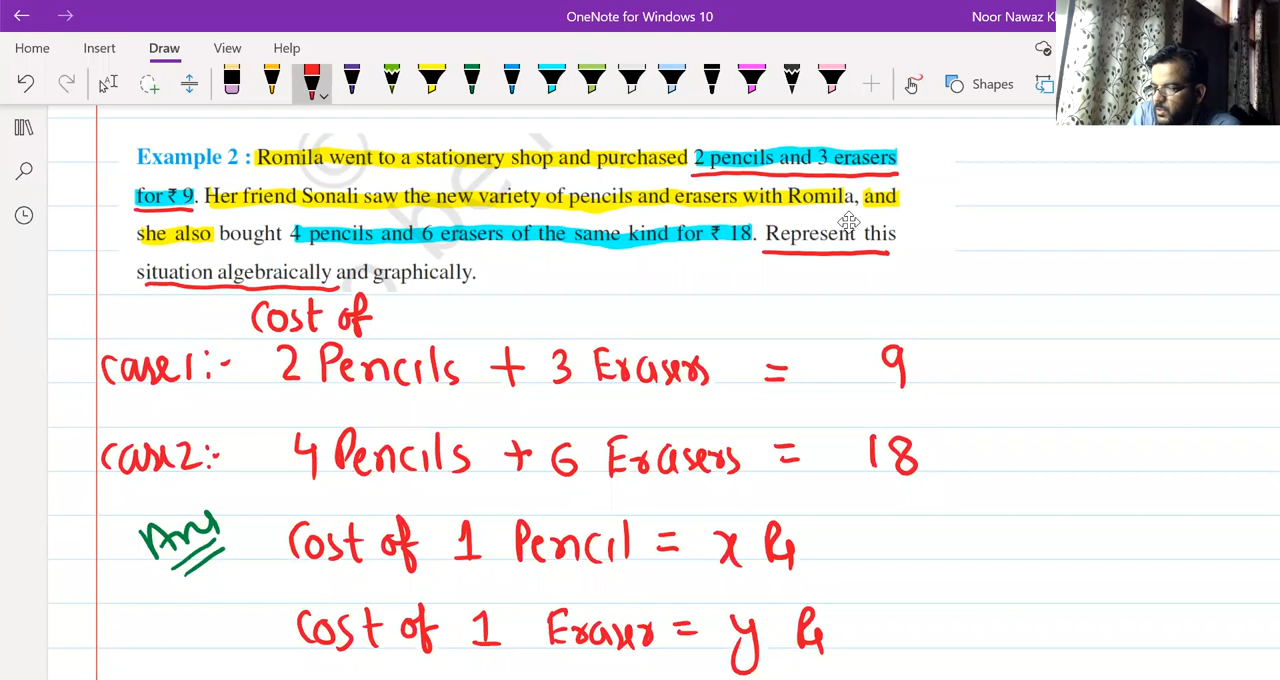 OneNote for Windows 10
Noor Nawaz
Home Insert Draw View Help
Shapes
Example 2 : Romila went to a stationery shop and purchased 2 pencils and 3 erasers
for ₹ 9. Her friend Sonali saw the new variety of pencils and erasers with Romila, and
she also bought 4 pencils and 6 erasers of the same kind for ₹ 18. Represent this
situation algebraically and graphically.
Cost of
Case1:- 2 Pencils + 3 Erasers = 9
Case2:- 4 Pencils + 6 Erasers = 18
Ans Cost of 1 Pencil = x Rs
Cost of 1 Eraser = y Rs